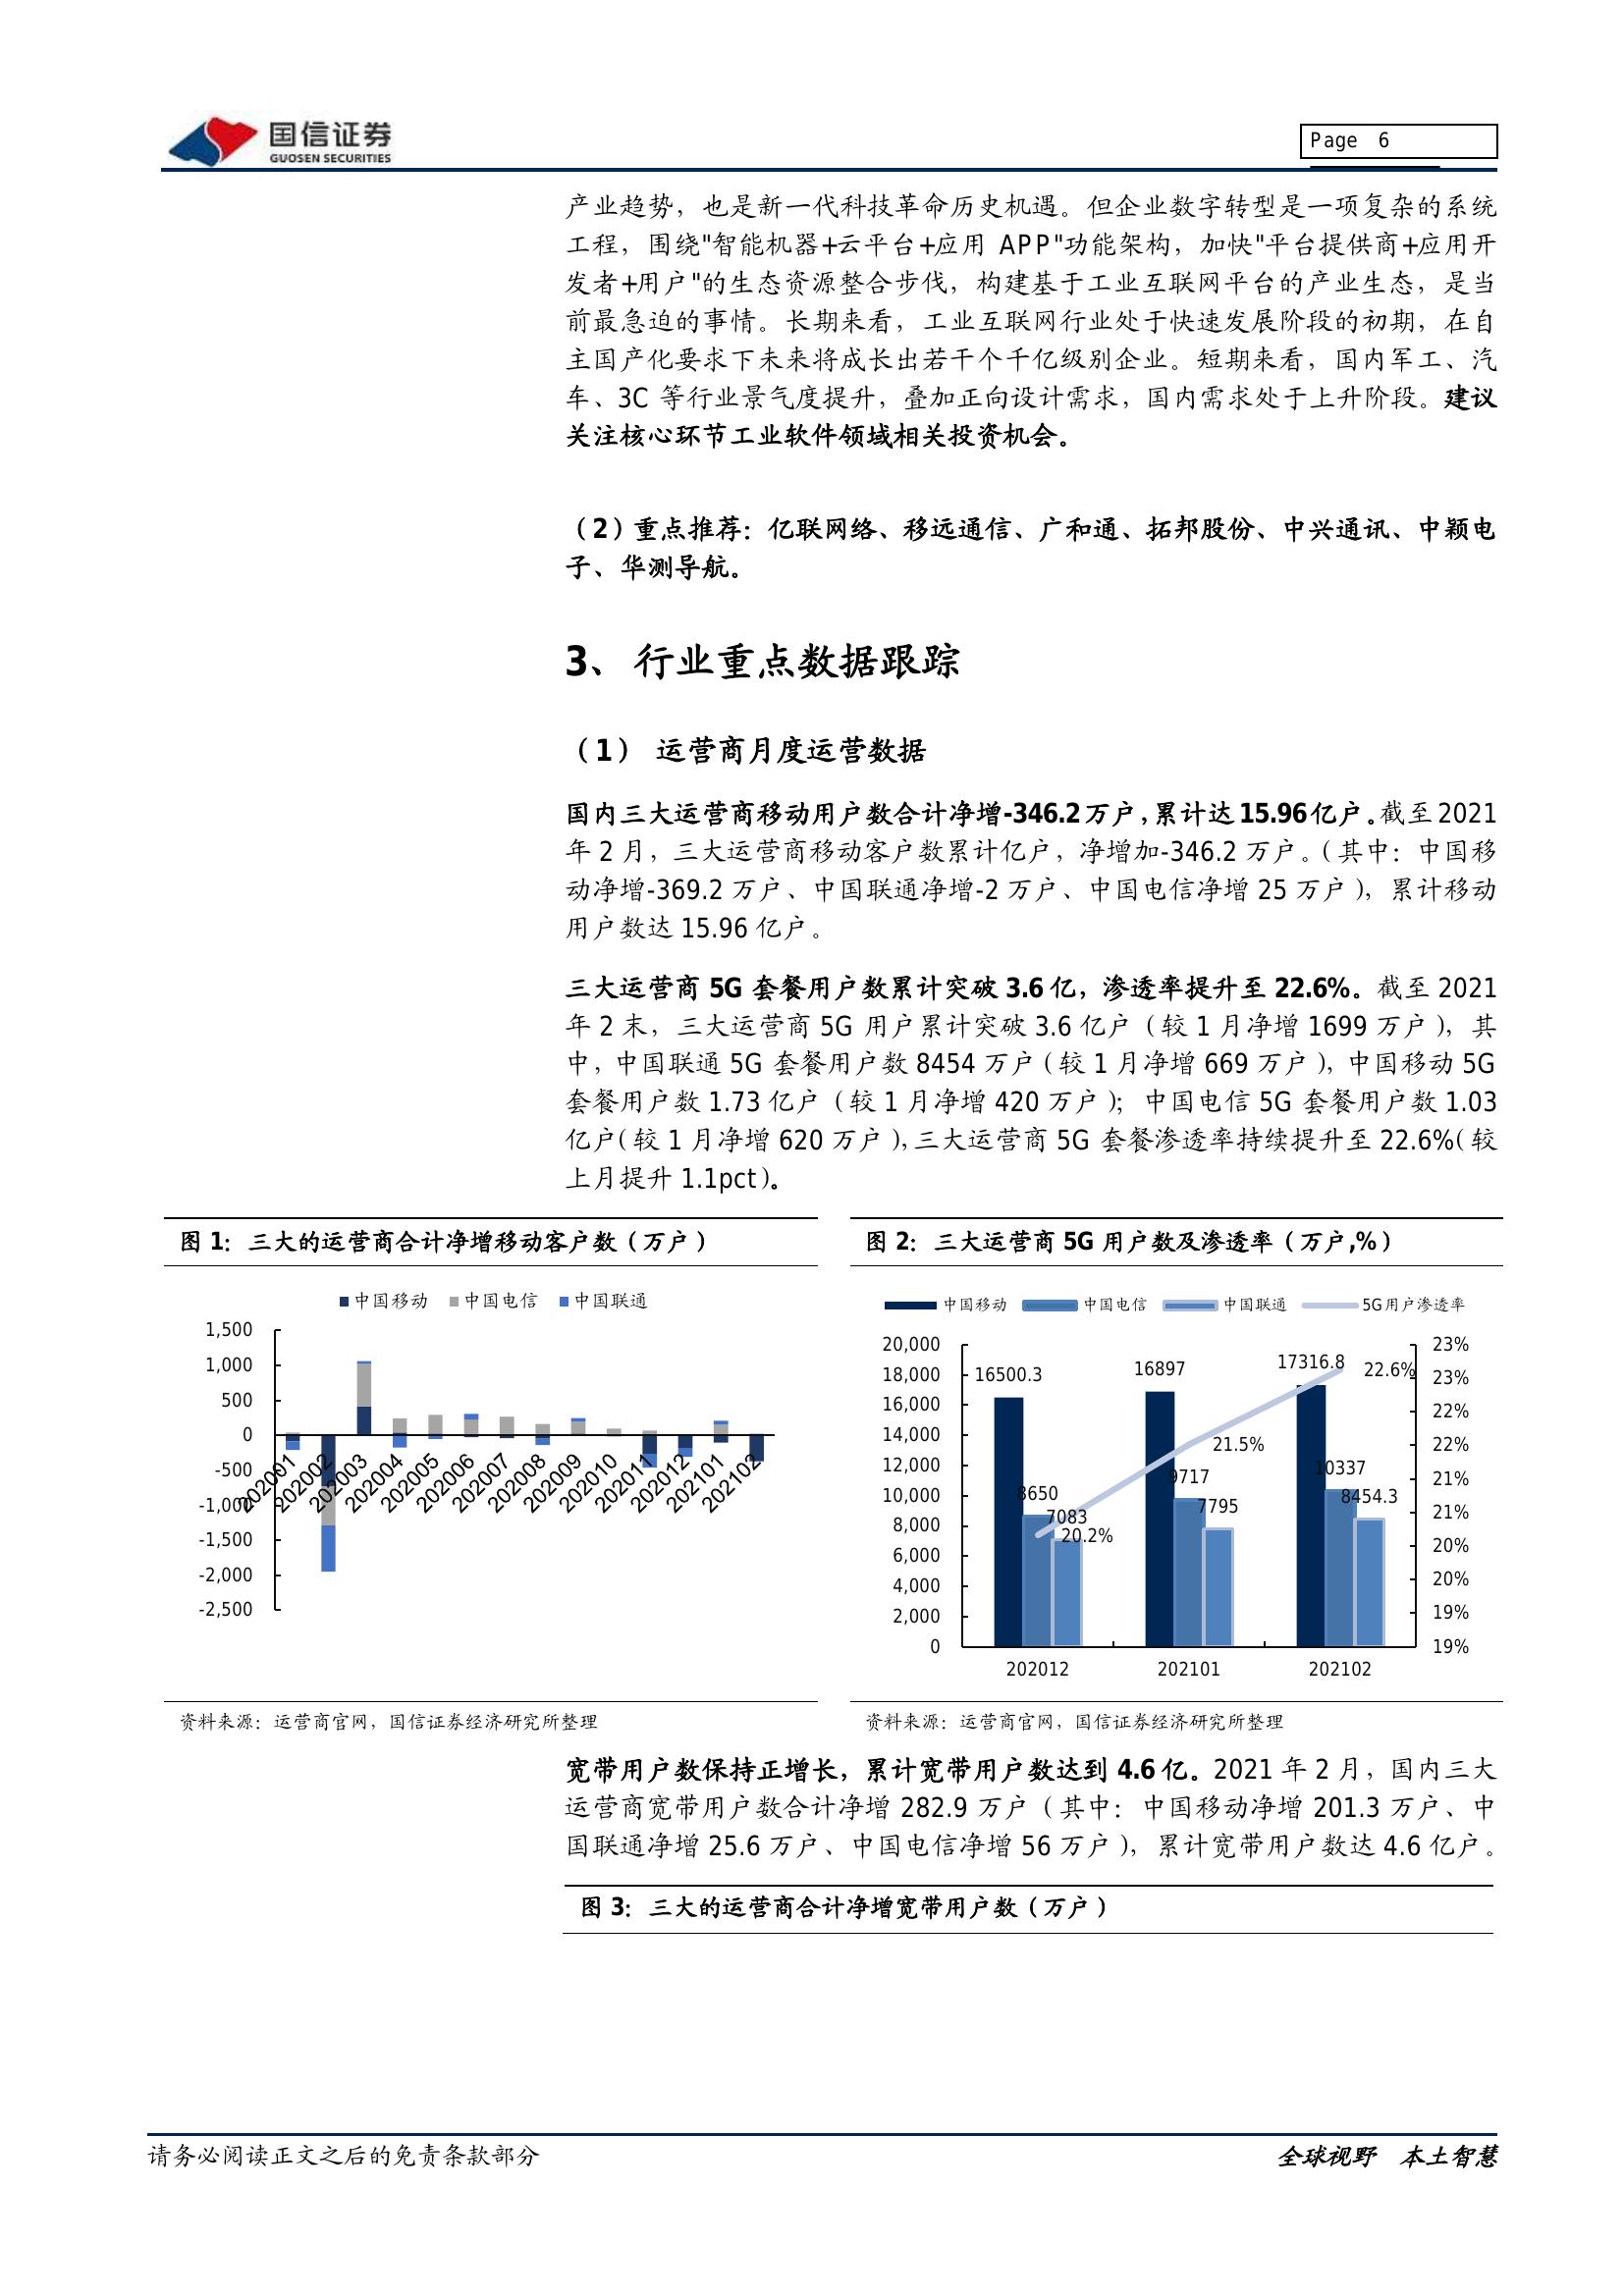 国信证券
GUOSEN SECURITIES
Page 6
产业趋势，也是新一代科技革命历史机遇。但企业数字转型是一项复杂的系统
工程，围绕"智能机器+云平台+应用 APP"功能架构，加快"平台提供商+应用开
发者+用户"的生态资源整合步伐，构建基于工业互联网平台的产业生态，是当
前最急迫的事情。长期来看，工业互联网行业处于快速发展阶段的初期，在自
主国产化要求下未来将成长出若干个千亿级别企业。短期来看，国内军工、汽
车、3C 等行业景气度提升，叠加正向设计需求，国内需求处于上升阶段。建议
关注核心环节工业软件领域相关投资机会。
（2）重点推荐：亿联网络、移远通信、广和通、拓邦股份、中兴通讯、中颖电
子、华测导航。
3、 行业重点数据跟踪
（1） 运营商月度运营数据
国内三大运营商移动用户数合计净增-346.2万户，累计达15.96亿户。截至2021
年 2 月，三大运营商移动客户数累计亿户，净增加-346.2 万户。（其中：中国移
动净增-369.2 万户、中国联通净增-2 万户、中国电信净增 25 万户），累计移动
用户数达 15.96 亿户。
三大运营商 5G 套餐用户数累计突破 3.6 亿，渗透率提升至 22.6%。截至 2021
年 2 末，三大运营商 5G 用户累计突破 3.6 亿户（较 1 月净增 1699 万户），其
中，中国联通 5G 套餐用户数 8454 万户（较 1 月净增 669 万户），中国移动 5G
套餐用户数 1.73 亿户（较 1 月净增 420 万户）；中国电信 5G 套餐用户数 1.03
亿户（较 1 月净增 620 万户），三大运营商 5G 套餐渗透率持续提升至 22.6%（较
上月提升 1.1pct）。
图 1：三大的运营商合计净增移动客户数（万户）
中国移动 中国电信 中国联通
1,500
1,000
500
0
-500
-1,000
-1,500
-2,000
-2,500
202001 202002 202003 202004 202005 202006 202007 202008 202009 202010 202011 202012 202101 202102
资料来源：运营商官网，国信证券经济研究所整理
图 2：三大运营商 5G 用户数及渗透率（万户,%）
中国移动 中国电信 中国联通 5G用户渗透率
20,000
18,000
16,000
14,000
12,000
10,000
8,000
6,000
4,000
2,000
0
16500.3
8650
7083
20.2%
16897
9717
7795
21.5%
17316.8
10337
8454.3
22.6%
23%
23%
22%
22%
21%
21%
20%
20%
19%
19%
202012 202101 202102
资料来源：运营商官网，国信证券经济研究所整理
宽带用户数保持正增长，累计宽带用户数达到 4.6 亿。2021 年 2 月，国内三大
运营商宽带用户数合计净增 282.9 万户（其中：中国移动净增 201.3 万户、中
国联通净增 25.6 万户、中国电信净增 56 万户），累计宽带用户数达 4.6 亿户。
图 3：三大的运营商合计净增宽带用户数（万户）
请务必阅读正文之后的免责条款部分
全球视野 本土智慧